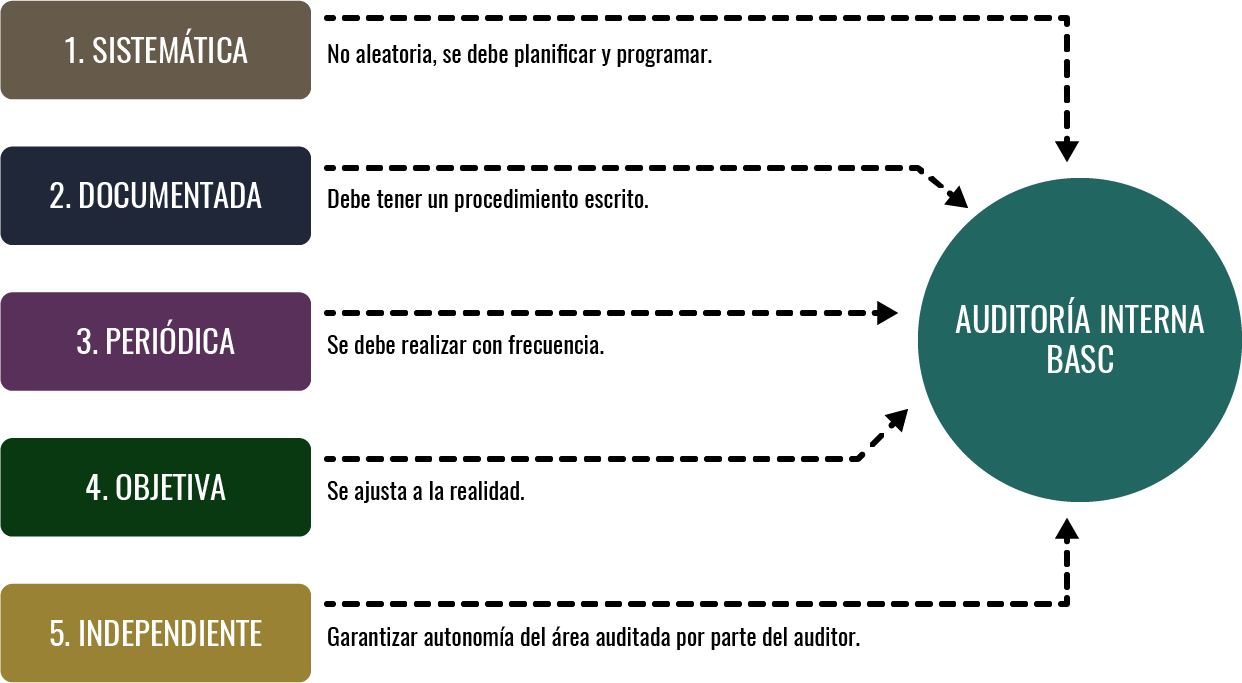 1. SISTEMÁTICA
No aleatoria, se debe planificar y programar.
2. DOCUMENTADA
Debe tener un procedimiento escrito.
3. PERIÓDICA
Se debe realizar con frecuencia.
4. OBJETIVA
Se ajusta a la realidad.
5. INDEPENDIENTE
Garantizar autonomía del área auditada por parte del auditor.
AUDITORÍA INTERNA
BASC